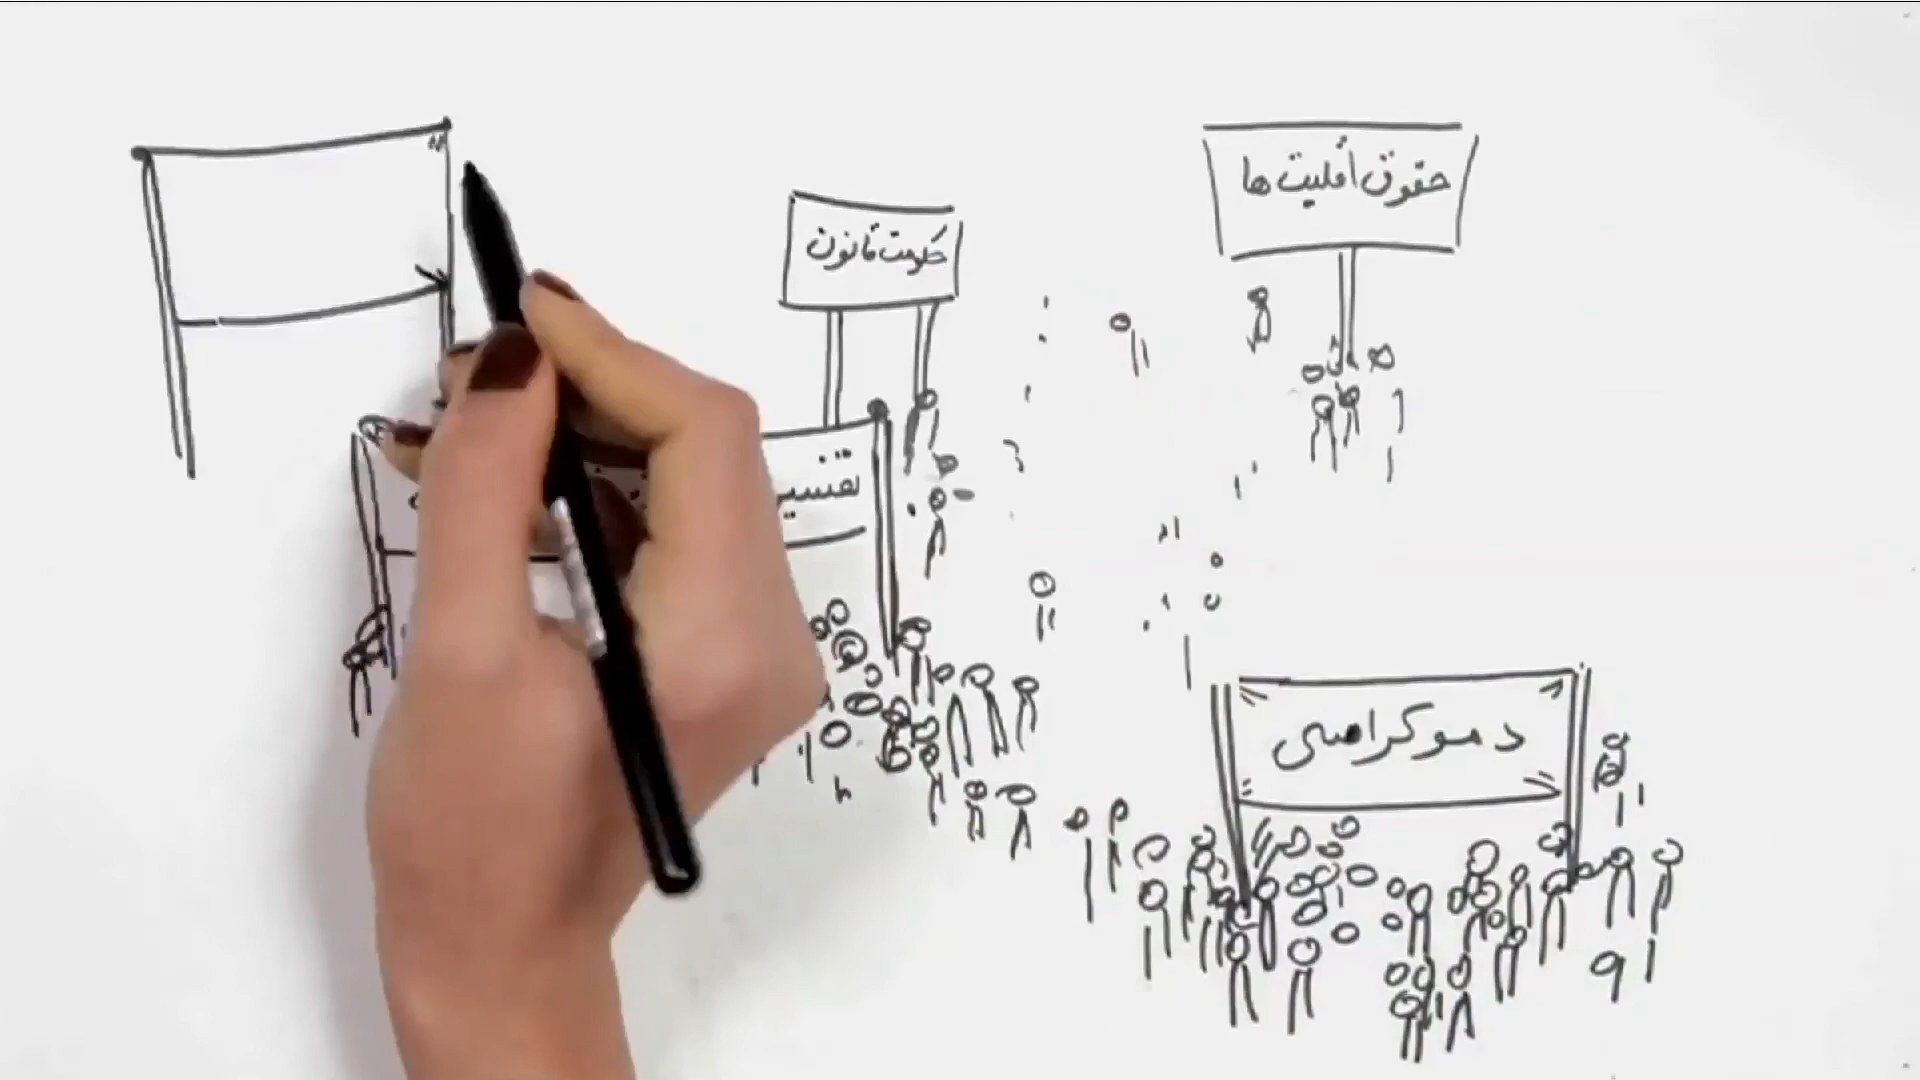 حقوق اقلیت ها
حکومت قانون
دموکراسی